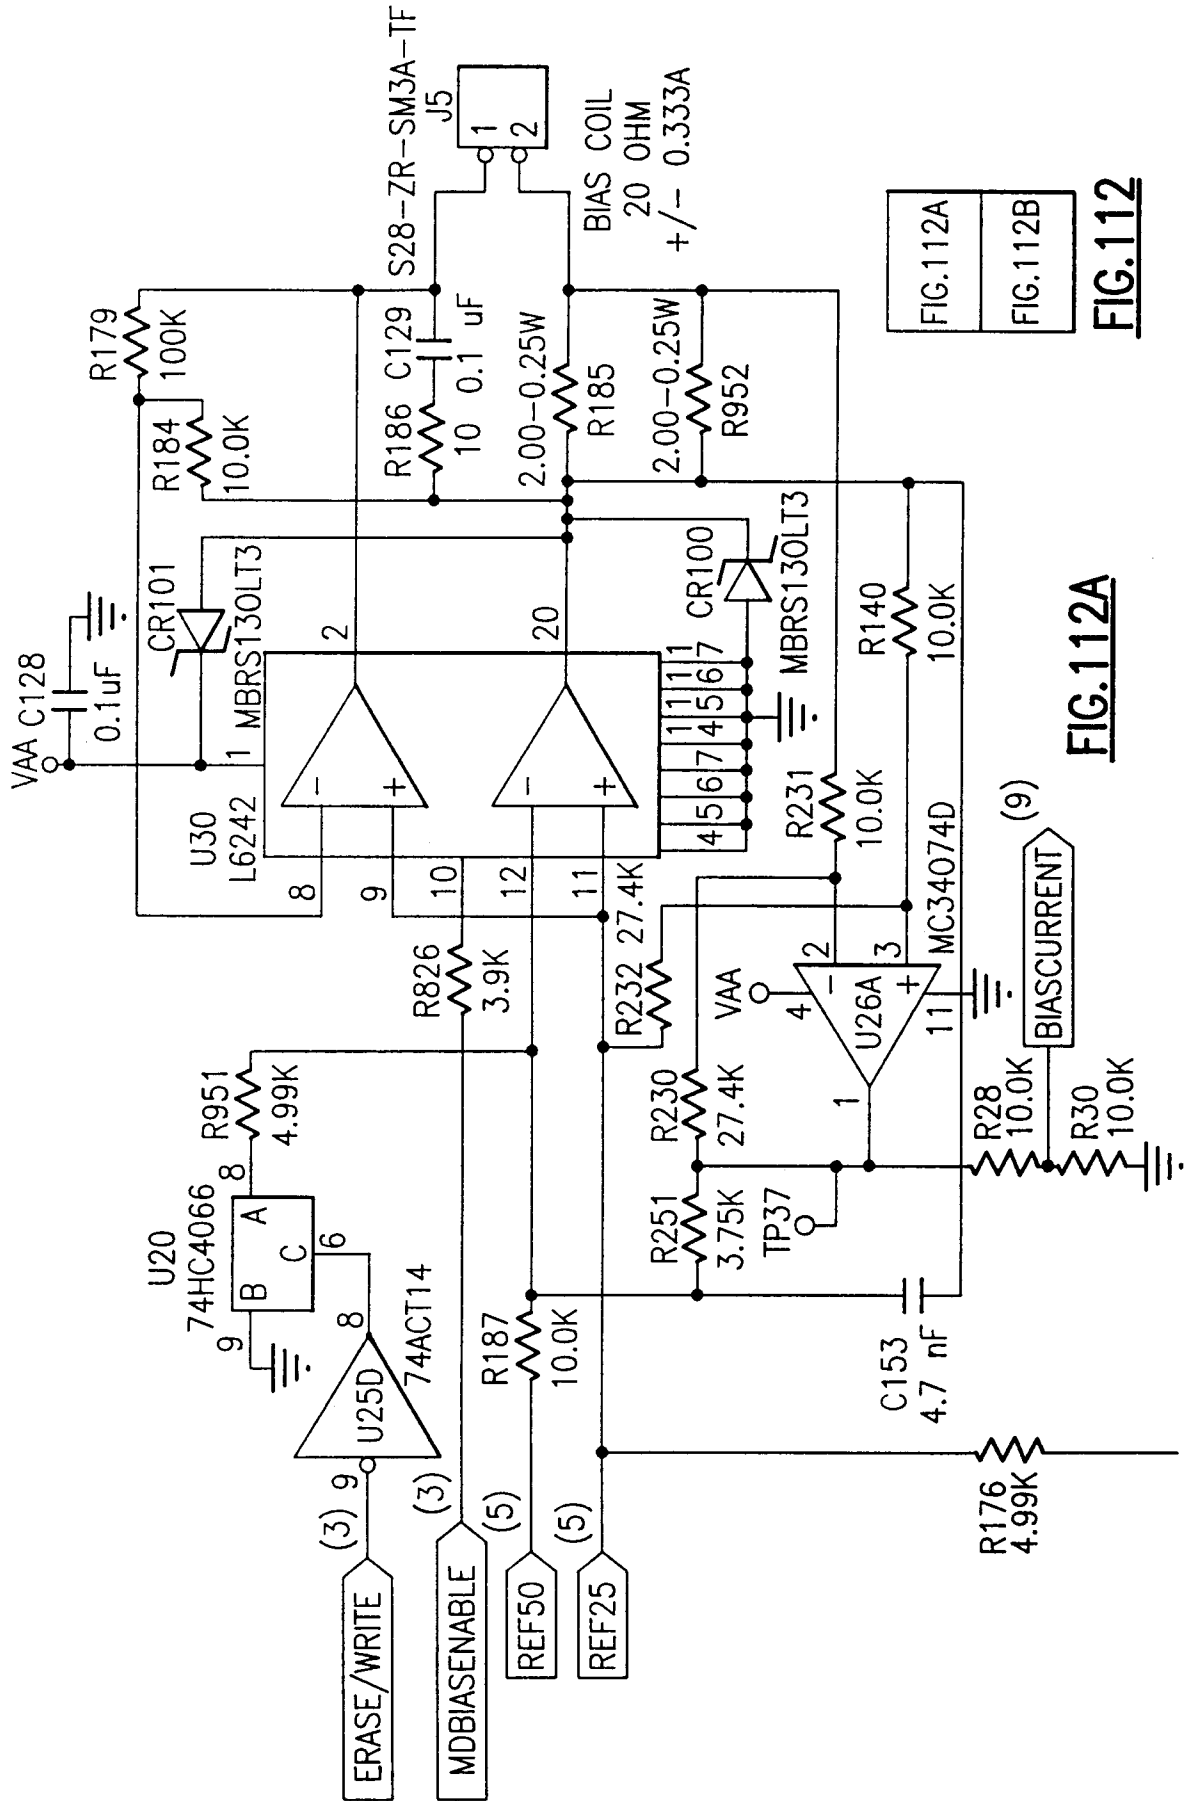 VAA
C128
0.1uF
CR101
MBRS130LT3
R179
100K
R184
10.0K
R186
10
C129
0.1 uF
S28-ZR-SM3A-TF
J5
1
2
BIAS COIL
20 OHM
+/- 0.333A
2.00-0.25W
R185
2.00-0.25W
R952
U30
L6242
1
2
20
8
9
10
12
11
-
+
-
+
4 5 6 7 14 15 16 17
CR100
MBRS130LT3
U20
74HC4066
B
A
C
9
8
6
R951
4.99K
ERASE/WRITE
(3)
9
U25D
8
74ACT14
MDBIASENABLE
(3)
R826
3.9K
REF50
(5)
R187
10.0K
REF25
(5)
R232
27.4K
R230
27.4K
R251
3.75K
TP37
R231
10.0K
R140
10.0K
VAA
4
2
3
-
+
U26A
11
1
MC34074D
BIASCURRENT
(9)
R28
10.0K
R30
10.0K
C153
4.7 nF
R176
4.99K
FIG.112A
FIG.112A
FIG.112B
FIG.112